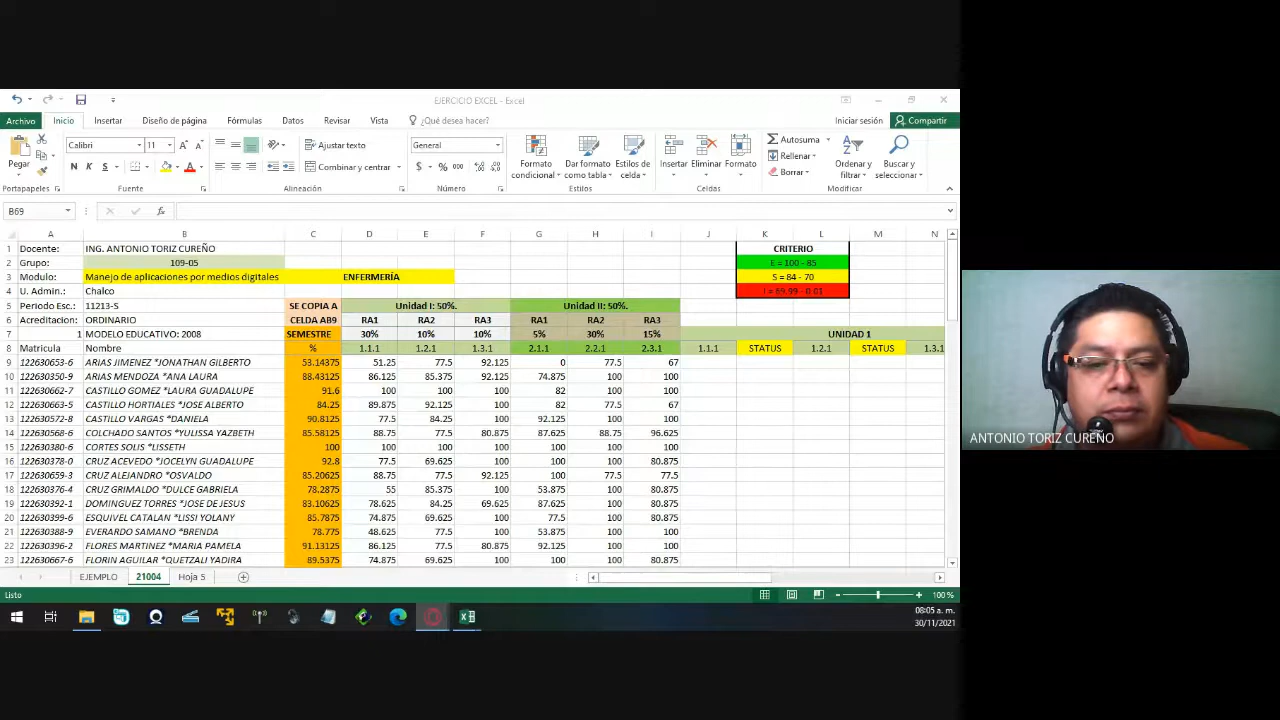 EJERCICIO EXCEL - Excel
Archivo Inicio Insertar Diseño de página Fórmulas Datos Revisar Vista ¿Qué desea hacer? Iniciar sesión Compartir
Pegar
Calibri 11
N K S
Ajustar texto
Combinar y centrar
General
$ % 000
Formato condicional
Dar formato como tabla
Estilos de celda
Insertar Eliminar Formato
Autosuma
Rellenar
Borrar
Ordenar y filtrar
Buscar y seleccionar
Portapapeles Fuente Alineación Número Estilos Celdas Modificar
B69 fx
A B C D E F G H I J K L M N
1 Docente: ING. ANTONIO TORIZ CUREÑO CRITERIO
2 Grupo: 109-05 E = 100 - 85
3 Modulo: Manejo de aplicaciones por medios digitales ENFERMERÍA S = 84 - 70
4 U. Admin.: Chalco I = 69.99 - 0.01
5 Periodo Esc.: 11213-S SE COPIA A Unidad I: 50%. Unidad II: 50%.
6 Acreditacion: ORDINARIO CELDA AB9 RA1 RA2 RA3 RA1 RA2 RA3
7 1 MODELO EDUCATIVO: 2008 SEMESTRE 30% 10% 10% 5% 30% 15% UNIDAD 1
8 Matricula Nombre % 1.1.1 1.2.1 1.3.1 2.1.1 2.2.1 2.3.1 1.1.1 STATUS 1.2.1 STATUS 1.3.1
9 122630653-6 ARIAS JIMENEZ *JONATHAN GILBERTO 53.14375 51.25 77.5 92.125 0 77.5 67
10 122630350-9 ARIAS MENDOZA *ANA LAURA 88.43125 86.125 85.375 92.125 74.875 100 100
11 122630662-7 CASTILLO GOMEZ *LAURA GUADALUPE 91.6 100 100 100 82 100 100
12 122630663-5 CASTILLO HORTIALES *JOSE ALBERTO 84.25 89.875 92.125 100 82 77.5 67
13 122630572-8 CASTILLO VARGAS *DANIELA 90.8125 77.5 84.25 100 92.125 100 100
14 122630568-6 COLCHADO SANTOS *YULISSA YAZBETH 85.58125 88.75 77.5 80.875 87.625 88.75 96.625
15 122630380-6 CORTES SOLIS *LISSETH 100 100 100 100 100 100 100
16 122630378-0 CRUZ ACEVEDO *JOCELYN GUADALUPE 92.8 77.5 69.625 100 100 100 80.875
17 122630659-3 CRUZ ALEJANDRO *OSVALDO 85.20625 88.75 77.5 92.125 100 77.5 77.5
18 122630376-4 CRUZ GRIMALDO *DULCE GABRIELA 78.2875 55 85.375 100 53.875 100 80.875
19 122630392-1 DOMINGUEZ TORRES *JOSE DE JESUS 83.10625 78.625 84.25 69.625 87.625 100 80.875
20 122630399-6 ESQUIVEL CATALAN *LISSI YOLANY 85.7875 74.875 69.625 100 77.5 100 80.875
21 122630388-9 EVERARDO SAMANO *BRENDA 78.775 48.625 77.5 100 53.875 100 100
22 122630396-2 FLORES MARTINEZ *MARIA PAMELA 91.13125 86.125 77.5 80.875 92.125 100 100
23 122630667-6 FLORIN AGUILAR *QUETZALI YADIRA 89.5375 74.875 69.625 100 100 100 80.875
EJEMPLO 21004 Hoja 5
Listo 100 %
08:05 a. m.
30/11/2021
ANTONIO TORIZ CUREÑO